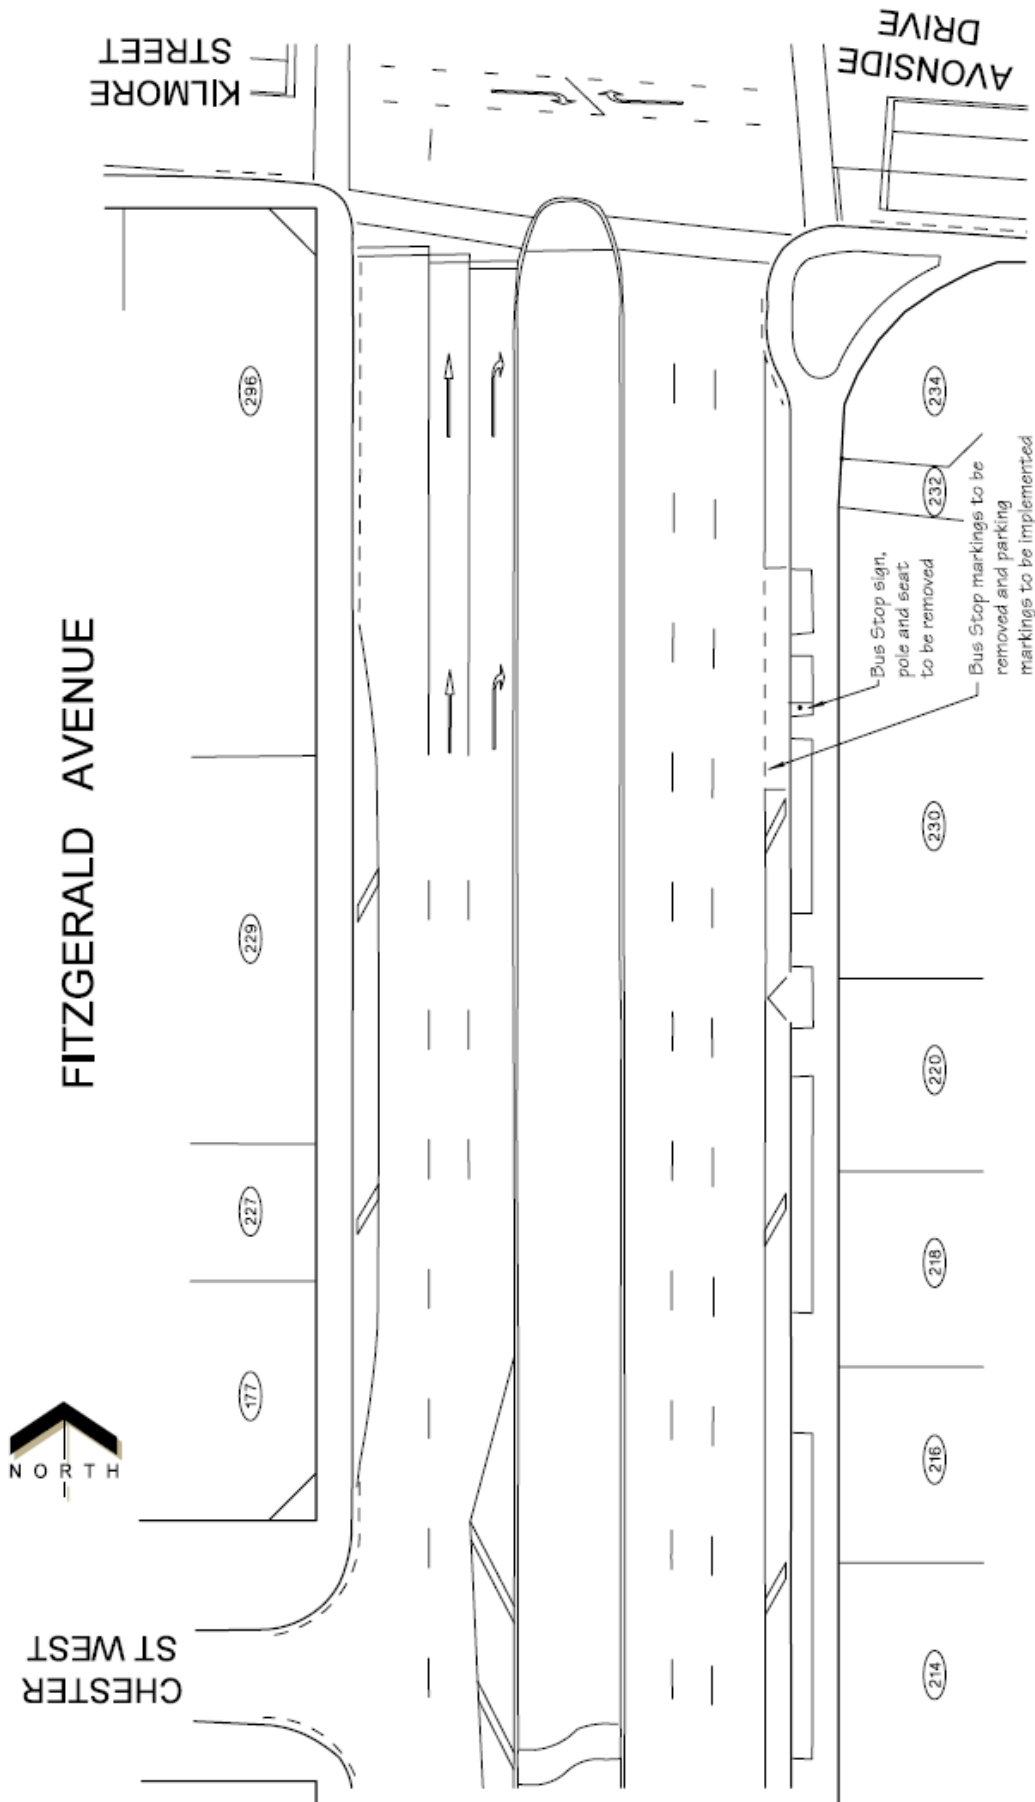 KILMORE
STREET
AVONSIDE
DRIVE
FITZGERALD AVENUE
296
229
227
177
234
232
230
220
218
216
214
Bus Stop sign,
pole and seat
to be removed
Bus Stop markings to be
removed and parking
markings to be implemented
NORTH
CHESTER
ST WEST